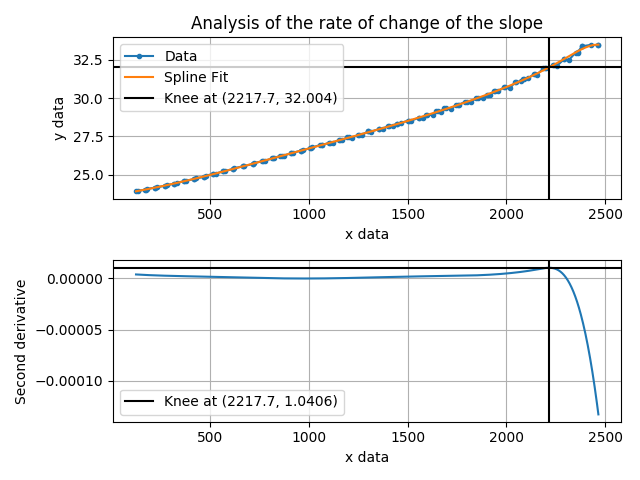 Analysis of the rate of change of the slope
Data
Spline Fit
Knee at (2217.7, 32.004)
32.5
30.0
27.5
25.0
y data
500 1000 1500 2000 2500
x data
0.00000
−0.00005
−0.00010
Second derivative
Knee at (2217.7, 1.0406)
500 1000 1500 2000 2500
x data